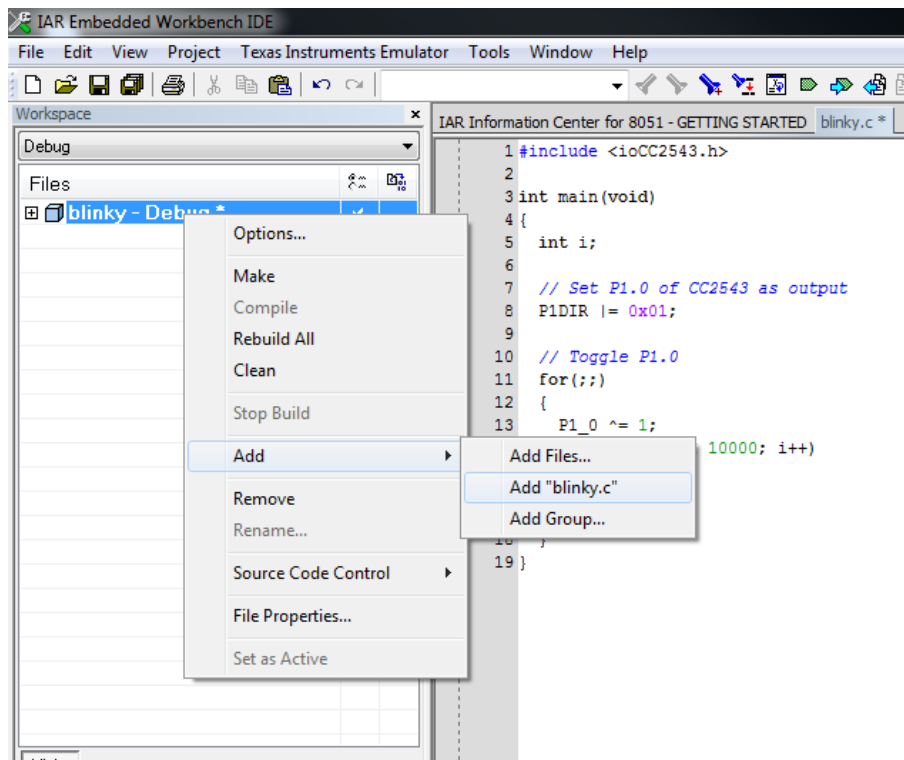 IAR Embedded Workbench IDE
File Edit View Project Texas Instruments Emulator Tools Window Help
Workspace
Debug
Files
blinky - Debug *
Options...
Make
Compile
Rebuild All
Clean
Stop Build
Add
Remove
Rename...
Source Code Control
File Properties...
Set as Active
Add Files...
Add "blinky.c"
Add Group...
IAR Information Center for 8051 - GETTING STARTED blinky.c *
1 #include <ioCC2543.h>
2
3 int main(void)
4 {
5 int i;
6
7 // Set P1.0 of CC2543 as output
8 P1DIR |= 0x01;
9
10 // Toggle P1.0
11 for(;;)
12 {
13 P1_0 ^= 1;
10000; i++)
18 }
19 }